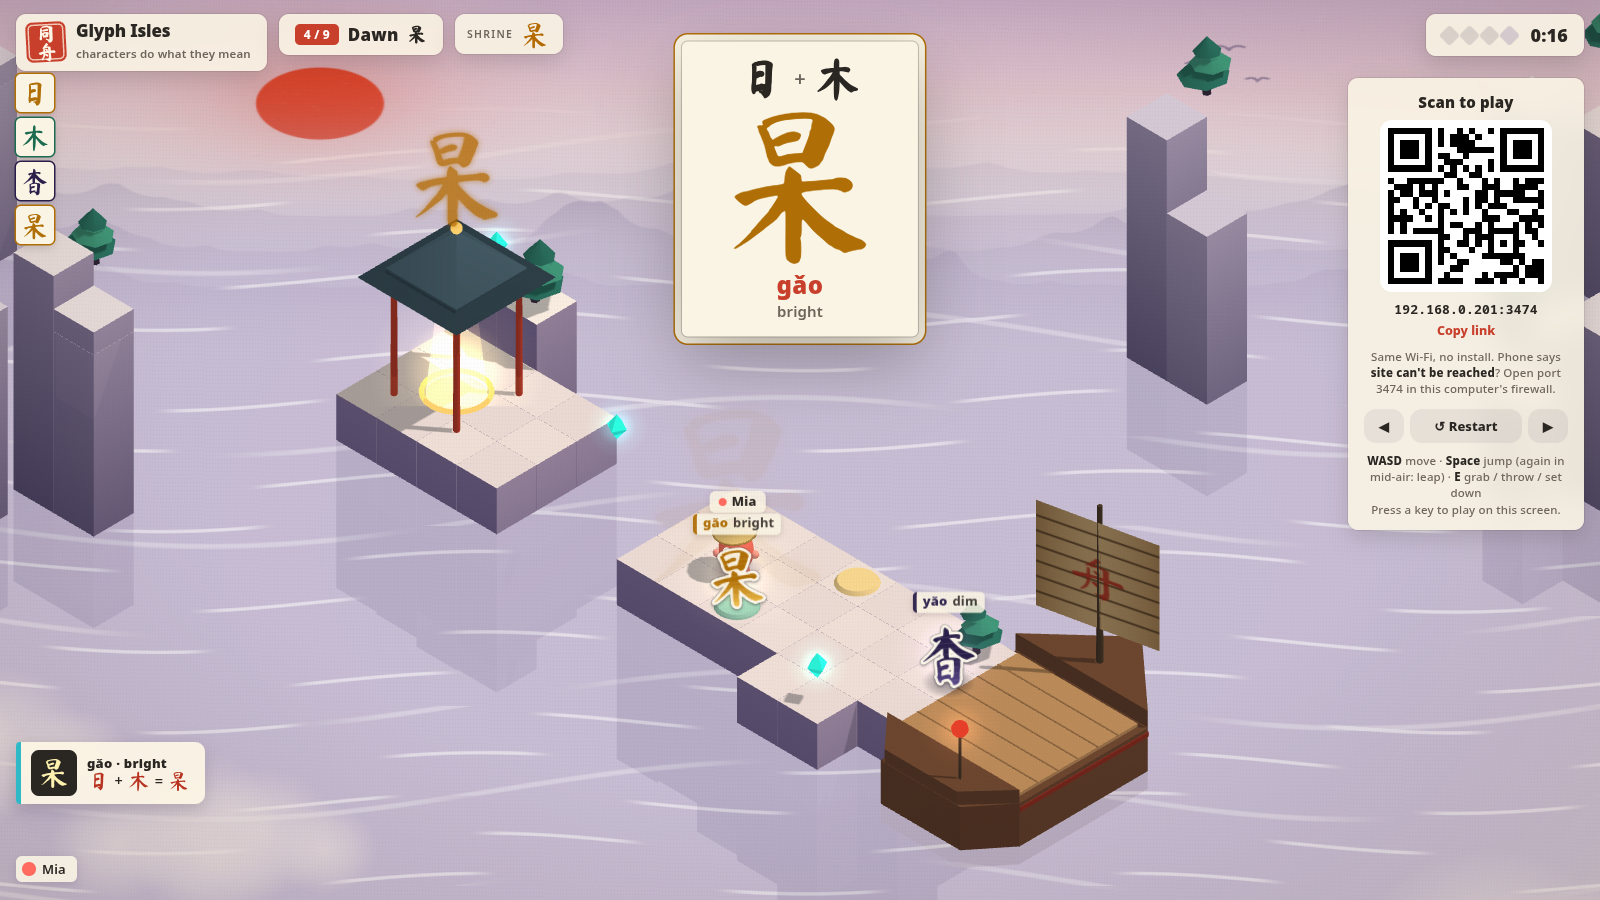 同舟
Glyph Isles
characters do what they mean
4 / 9 Dawn 杲
SHRINE 杲
0:16
日
木
杳
杲
杲
日 + 木
杲
gǎo
bright
Scan to play
192.168.0.201:3474
Copy link
Same Wi-Fi, no install. Phone says
site can't be reached? Open port
3474 in this computer's firewall.
◀ ↺ Restart ▶
WASD move · Space jump (again in
mid-air: leap) · E grab / throw / set
down
Press a key to play on this screen.
日
Mia
gǎo bright
杲
yǎo dim
杳
舟
杲
gǎo · bright
日 + 木 = 杲
Mia